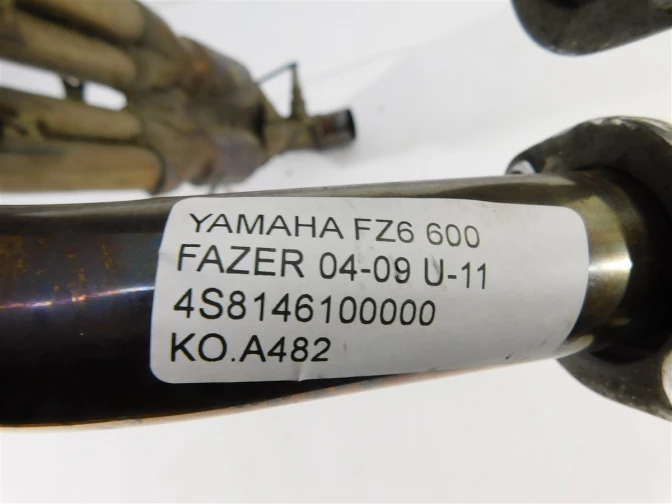 YAMAHA FZ6 600
FAZER 04-09 U-11
4S8146100000
KO.A482